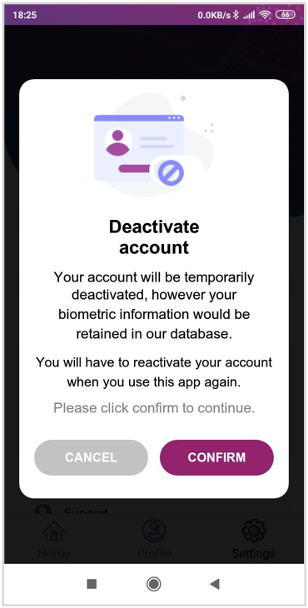 18:25 0.0KB/s 66
Deactivate
account
Your account will be temporarily
deactivated, however your
biometric information would be
retained in our database.
You will have to reactivate your account
when you use this app again.
Please click confirm to continue.
CANCEL CONFIRM
Support
Home Profile Settings